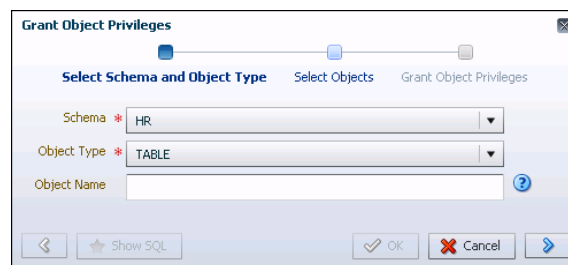 Grant Object Privileges
Select Schema and Object Type Select Objects Grant Object Privileges
Schema * HR
Object Type * TABLE
Object Name
Show SQL OK Cancel